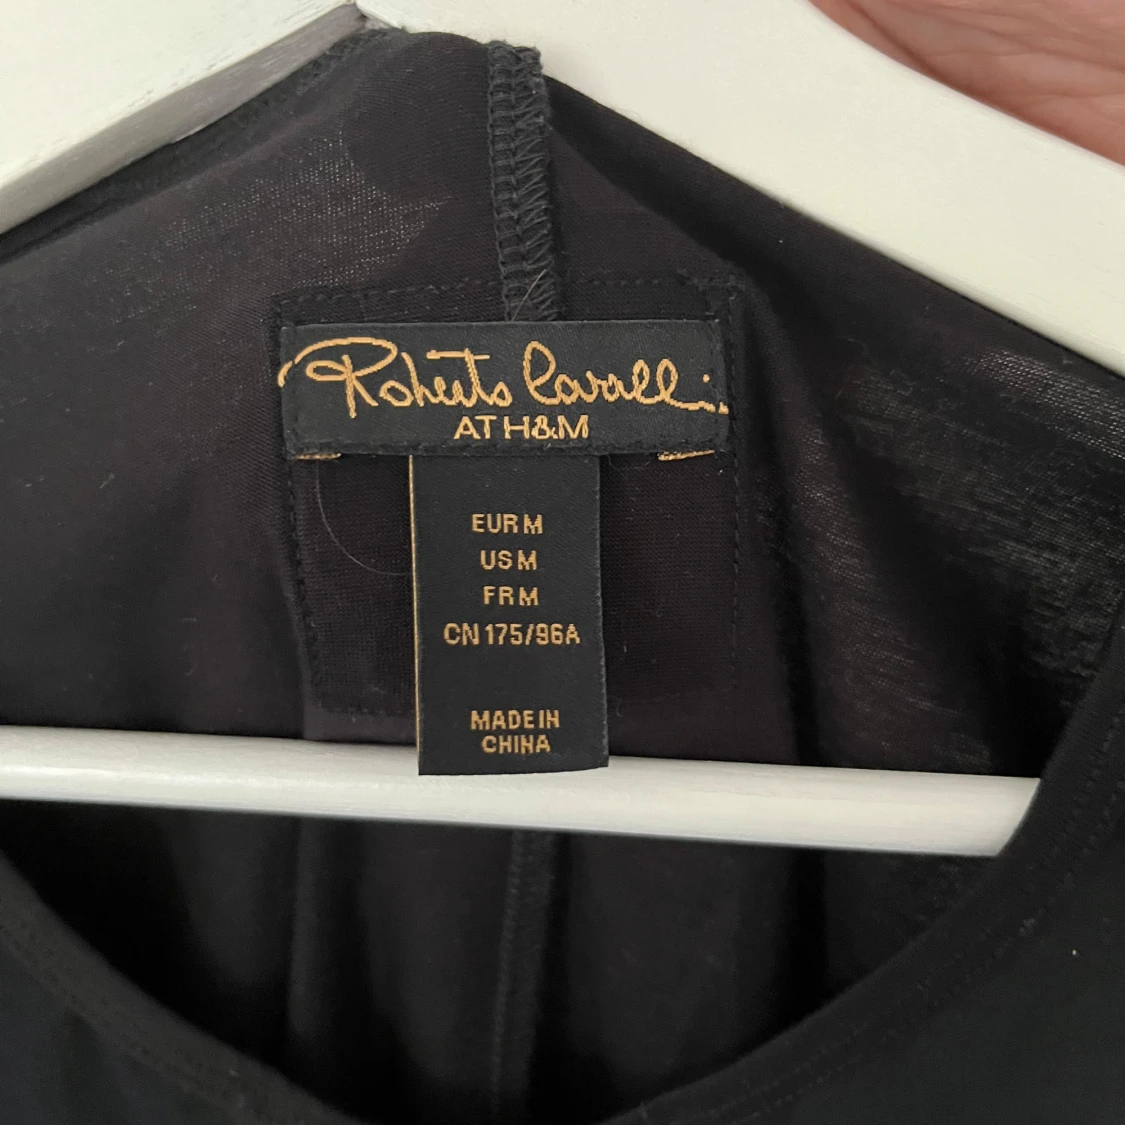 Roberto Cavalli
AT H&M
EUR M
US M
FR M
CN 175/96A
MADE IN
CHINA